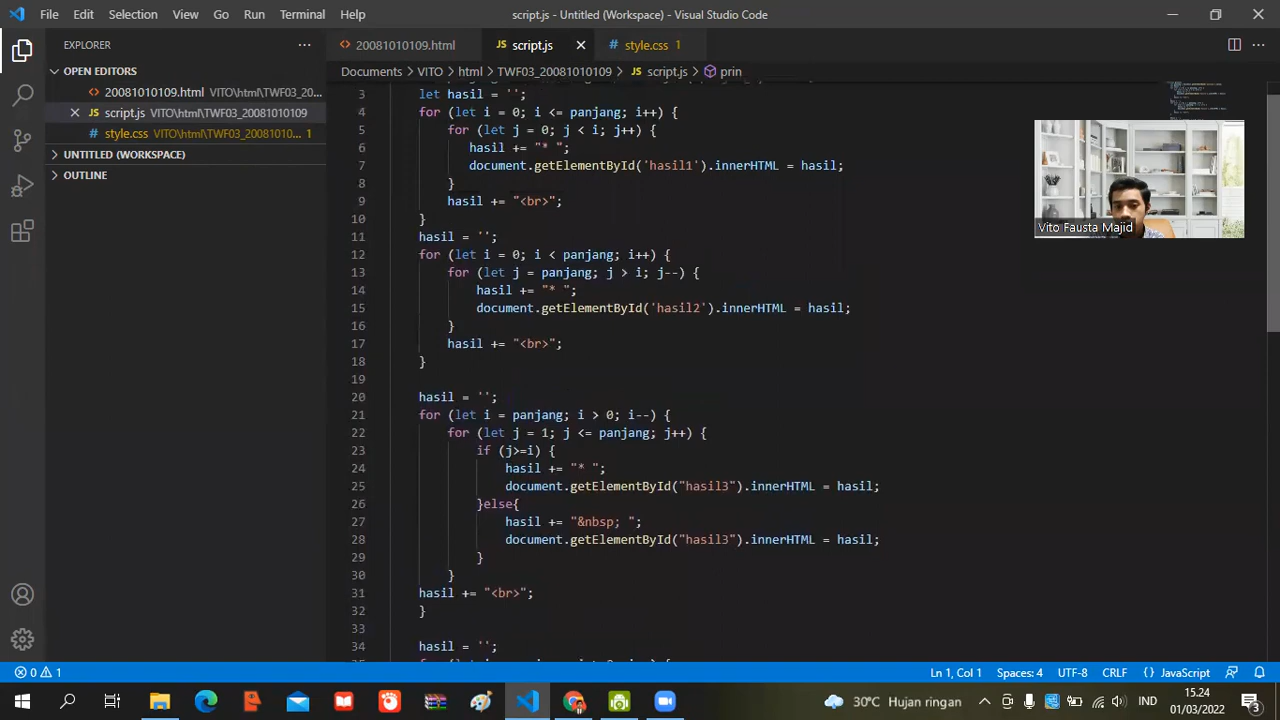 File Edit Selection View Go Run Terminal Help
script.js - Untitled (Workspace) - Visual Studio Code
EXPLORER
20081010109.html
script.js
style.css 1
OPEN EDITORS
20081010109.html VITO\html\TWF03_20...
script.js VITO\html\TWF03_20081010109
style.css VITO\html\TWF03_20081010... 1
UNTITLED (WORKSPACE)
OUTLINE
Documents > VITO > html > TWF03_20081010109 > script.js > prin
3 let hasil = '';
4 for (let i = 0; i <= panjang; i++) {
5 for (let j = 0; j < i; j++) {
6 hasil += "* ";
7 document.getElementById('hasil1').innerHTML = hasil;
8 }
9 hasil += "<br>";
10 }
11 hasil = '';
12 for (let i = 0; i < panjang; i++) {
13 for (let j = panjang; j > i; j--) {
14 hasil += "* ";
15 document.getElementById('hasil2').innerHTML = hasil;
16 }
17 hasil += "<br>";
18 }
19
20 hasil = '';
21 for (let i = panjang; i > 0; i--) {
22 for (let j = 1; j <= panjang; j++) {
23 if (j>=i) {
24 hasil += "* ";
25 document.getElementById("hasil3").innerHTML = hasil;
26 }else{
27 hasil += "&nbsp; ";
28 document.getElementById("hasil3").innerHTML = hasil;
29 }
30 }
31 hasil += "<br>";
32 }
33
34 hasil = '';
Vito Fausta Majid
0 1
Ln 1, Col 1
Spaces: 4
UTF-8
CRLF
{} JavaScript
30°C Hujan ringan
IND
15.24
01/03/2022
3